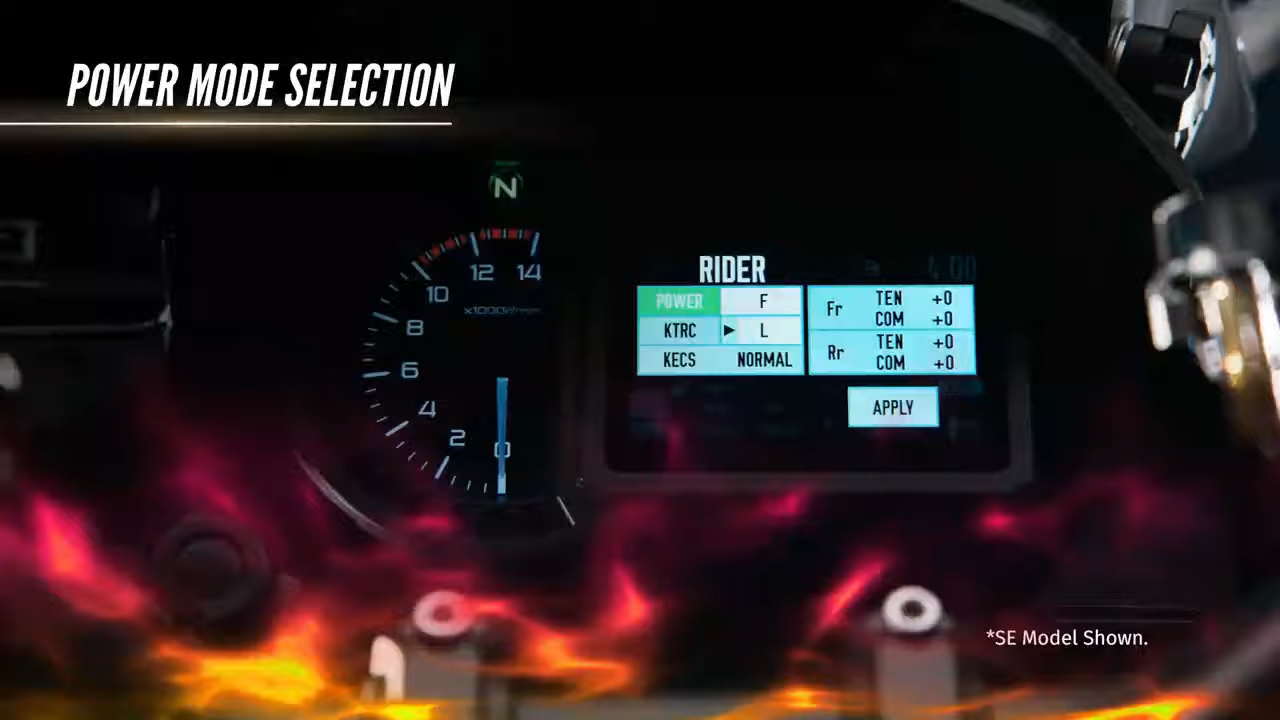 POWER MODE SELECTION
N
12 14
10
x1000r/min
8
6
4
2
0
RIDER
POWER F
KTRC ▶ L
KECS NORMAL
Fr TEN +0
COM +0
Rr TEN +0
COM +0
APPLY
*SE Model Shown.